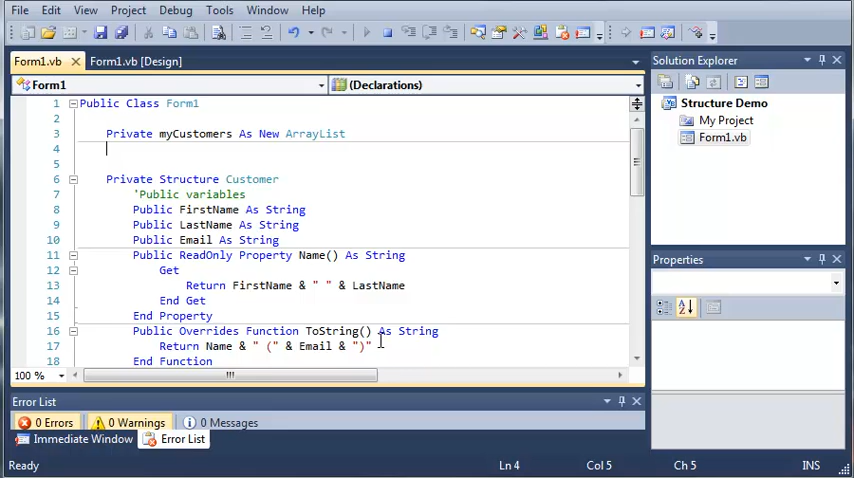 File Edit View Project Debug Tools Window Help
Form1.vb Form1.vb [Design]
Form1 (Declarations)
1 Public Class Form1
2
3 Private myCustomers As New ArrayList
4
5
6 Private Structure Customer
7 'Public variables
8 Public FirstName As String
9 Public LastName As String
10 Public Email As String
11 Public ReadOnly Property Name() As String
12 Get
13 Return FirstName & " " & LastName
14 End Get
15 End Property
16 Public Overrides Function ToString() As String
17 Return Name & " (" & Email & ")"
18 End Function
100 %
Error List
0 Errors 0 Warnings 0 Messages
Immediate Window Error List
Ready Ln 4 Col 5 Ch 5 INS
Solution Explorer
Structure Demo
My Project
Form1.vb
Properties